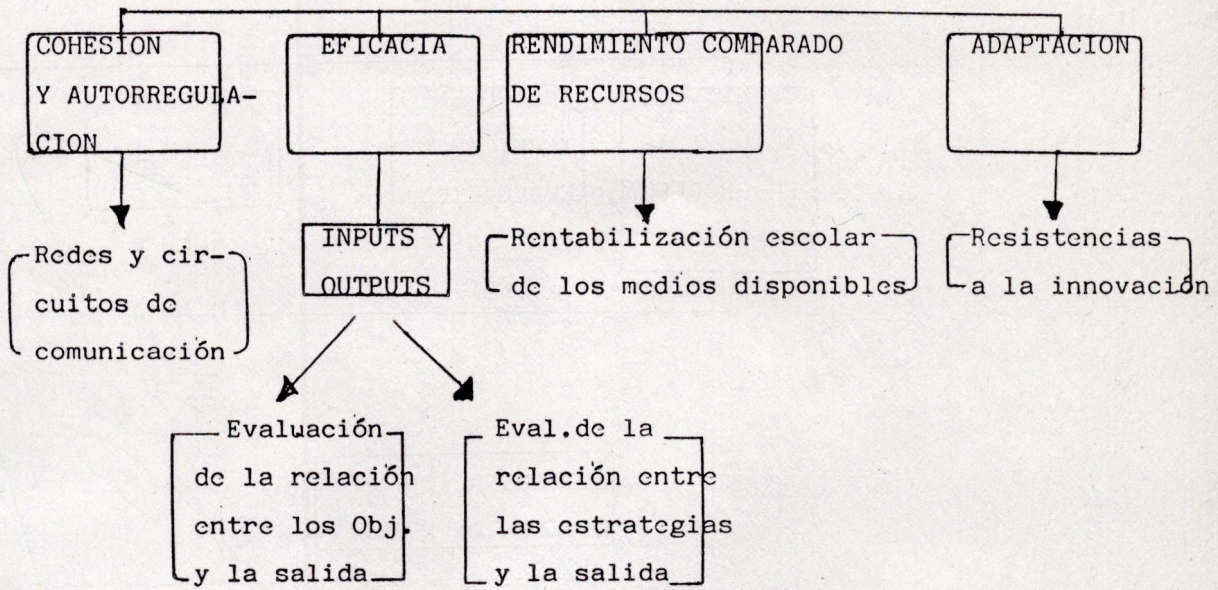 COHESION
Y AUTORREGULA-
CION
EFICACIA
RENDIMIENTO COMPARADO
DE RECURSOS
ADAPTACION
Redes y cir-
cuitos de
comunicación
INPUTS Y
OUTPUTS
Rentabilización escolar
de los medios disponibles
Resistencias
a la innovación
Evaluación
de la relación
entre los Obj.
y la salida
Eval.de la
relación entre
las estrategias
y la salida